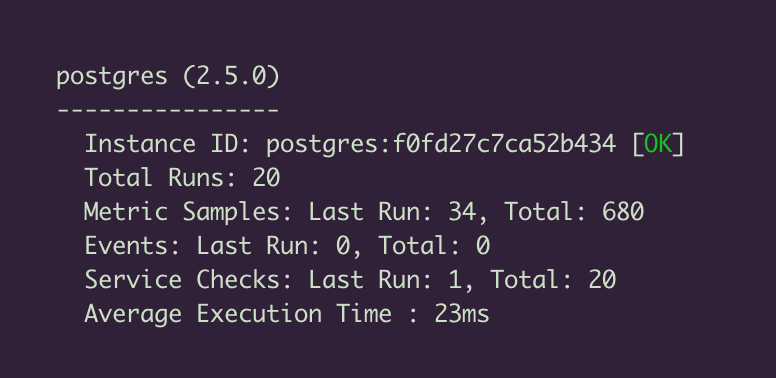 postgres (2.5.0)
----------------
Instance ID: postgres:f0fd27c7ca52b434 [OK]
Total Runs: 20
Metric Samples: Last Run: 34, Total: 680
Events: Last Run: 0, Total: 0
Service Checks: Last Run: 1, Total: 20
Average Execution Time : 23ms